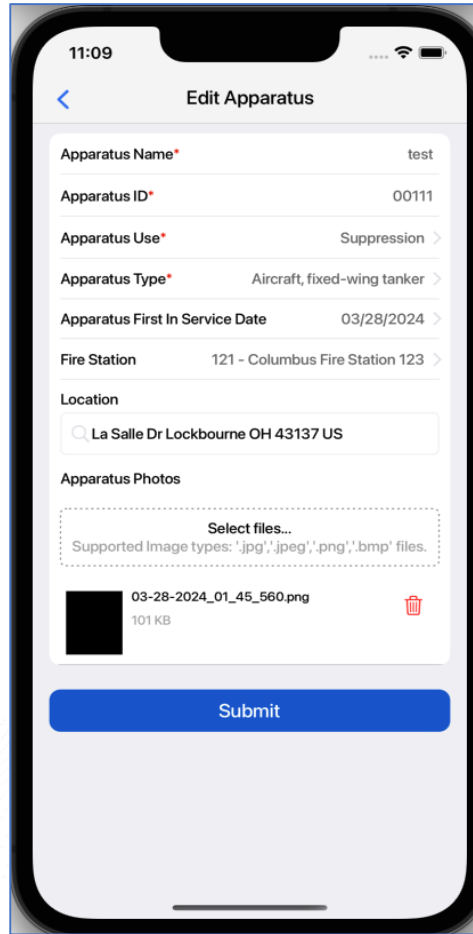 11:09
Edit Apparatus
Apparatus Name* test
Apparatus ID* 00111
Apparatus Use* Suppression
Apparatus Type* Aircraft, fixed-wing tanker
Apparatus First In Service Date 03/28/2024
Fire Station 121 - Columbus Fire Station 123
Location
La Salle Dr Lockbourne OH 43137 US
Apparatus Photos
Select files...
Supported Image types: '.jpg','.jpeg','.png','.bmp' files.
03-28-2024_01_45_560.png
101 KB
Submit